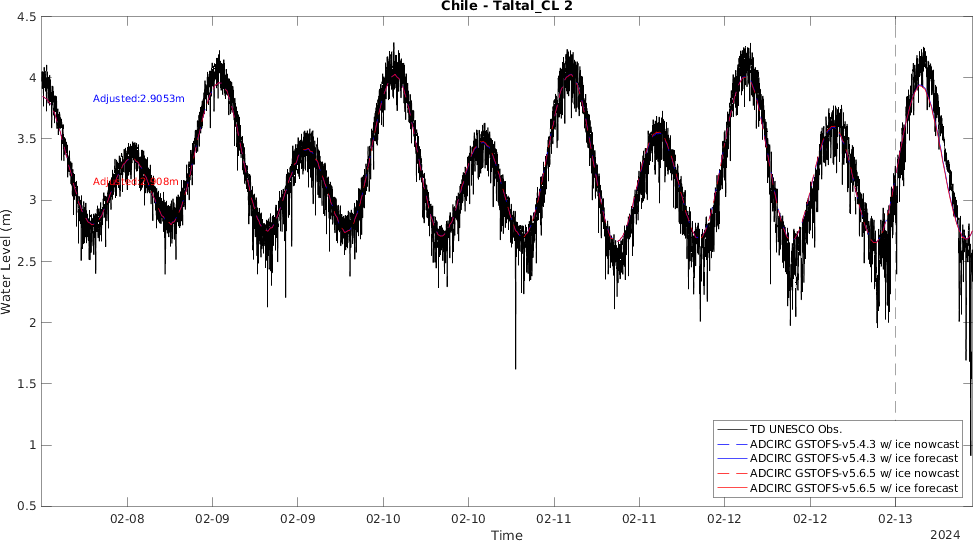 Chile - Taltal_CL 2
4.5
4
3.5
3
2.5
2
1.5
1
0.5
Water Level (m)
Adjusted:2.9053m
TD UNESCO Obs.
ADCIRC GSTOFS-v5.4.3 w/ ice nowcast
ADCIRC GSTOFS-v5.4.3 w/ ice forecast
ADCIRC GSTOFS-v5.6.5 w/ ice nowcast
ADCIRC GSTOFS-v5.6.5 w/ ice forecast
02-08 02-09 02-09 02-10 02-10 02-11 02-11 02-12 02-12 02-13
Time
2024